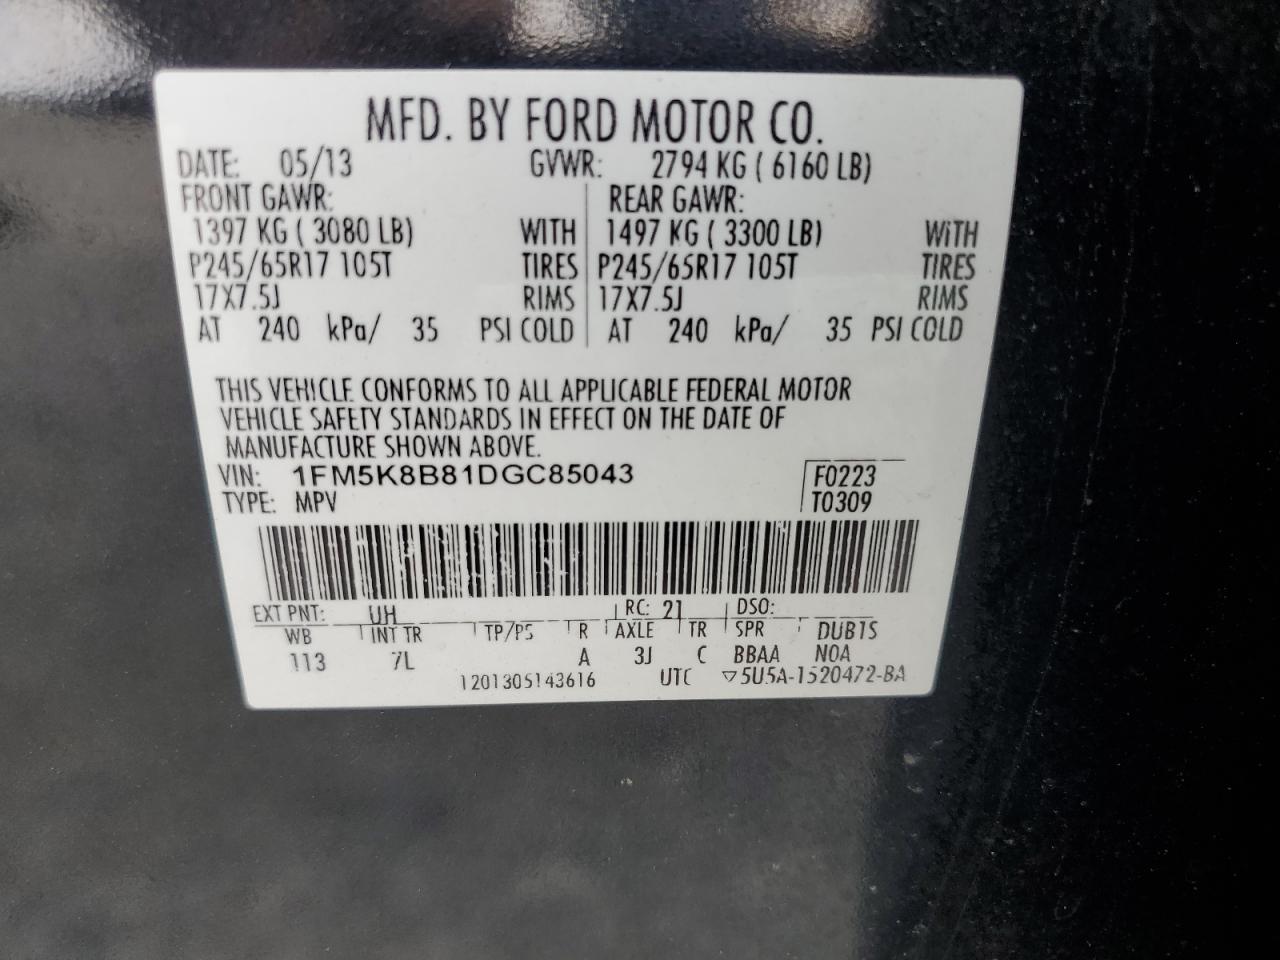 MFD. BY FORD MOTOR CO.
DATE: 05/13 GVWR: 2794 KG ( 6160 LB)
FRONT GAWR: REAR GAWR:
1397 KG ( 3080 LB) WITH 1497 KG ( 3300 LB) WITH
P245/65R17 105T TIRES P245/65R17 105T TIRES
17X7.5J RIMS 17X7.5J RIMS
AT 240 kPa/ 35 PSI COLD AT 240 kPa/ 35 PSI COLD
THIS VEHICLE CONFORMS TO ALL APPLICABLE FEDERAL MOTOR
VEHICLE SAFETY STANDARDS IN EFFECT ON THE DATE OF
MANUFACTURE SHOWN ABOVE.
VIN: 1FM5K8B81DGC85043 F0223
TYPE: MPV T0309
EXT PNT: UH RC: 21 DSO:
WB INT TR TP/PS R AXLE TR SPR DUB1S
113 7L A 3J C BBAA NOA
1201305143616 UTC ▽5U5A-1520472-BA